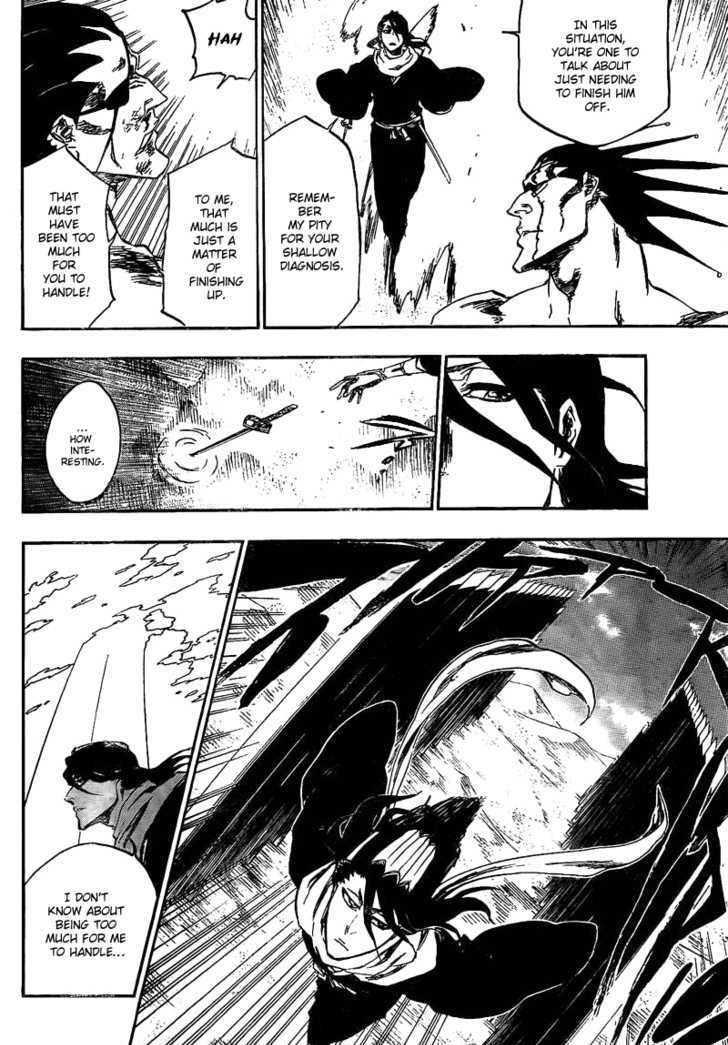 IN THIS
SITUATION,
YOU'RE ONE TO
TALK ABOUT
JUST NEEDING
TO FINISH HIM
OFF.
REMEM-
BER
MY PITY
FOR YOUR
SHALLOW
DIAGNOSIS.
HAH
TO ME,
THAT
MUCH IS
JUST A
MATTER
OF
FINISHING
UP.
THAT
MUST
HAVE
BEEN TOO
MUCH
FOR
YOU TO
HANDLE!
...
HOW
INTE-
RESTING.
I DON'T
KNOW ABOUT
BEING TOO
MUCH FOR ME
TO HANDLE...